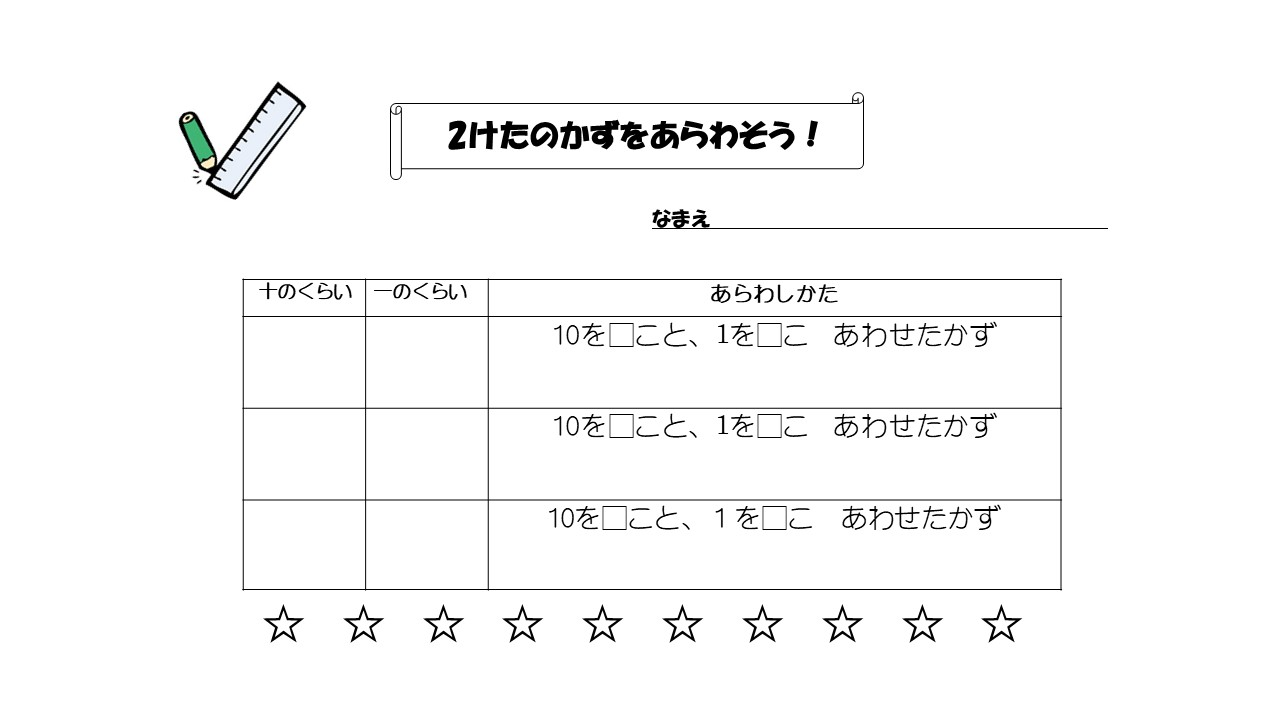 2けたのかずをあらわそう！
なまえ
十のくらい 一のくらい あらわしかた
10を□こと、1を□こ　あわせたかず
10を□こと、1を□こ　あわせたかず
10を□こと、１を□こ　あわせたかず
☆ ☆ ☆ ☆ ☆ ☆ ☆ ☆ ☆ ☆